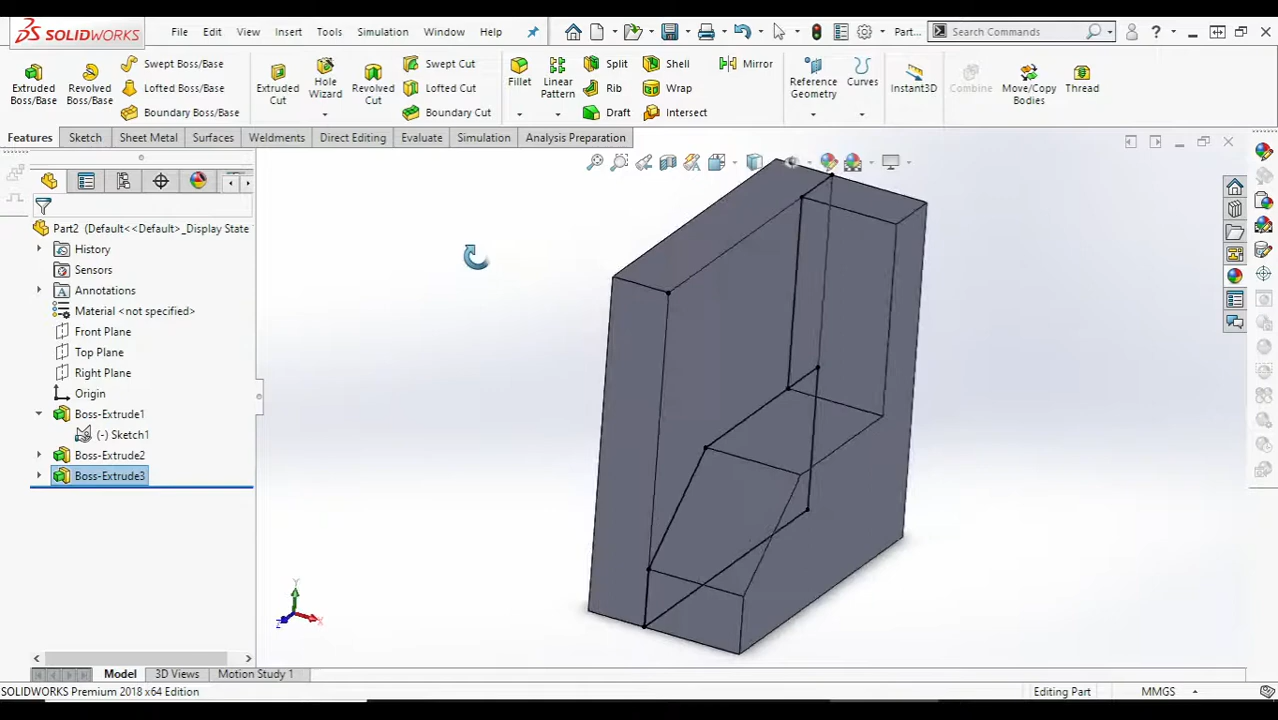 SOLIDWORKS File Edit View Insert Tools Simulation Window Help Part... Search Commands ?
Extruded Boss/Base
Revolved Boss/Base
Swept Boss/Base
Lofted Boss/Base
Boundary Boss/Base
Extruded Cut
Hole Wizard
Revolved Cut
Swept Cut
Lofted Cut
Boundary Cut
Fillet
Linear Pattern
Split
Rib
Draft
Shell
Wrap
Intersect
Mirror
Reference Geometry
Curves
Instant3D
Combine
Move/Copy Bodies
Thread
Features Sketch Sheet Metal Surfaces Weldments Direct Editing Evaluate Simulation Analysis Preparation
Part2 (Default<<Default>_Display State
History
Sensors
Annotations
Material <not specified>
Front Plane
Top Plane
Right Plane
Origin
Boss-Extrude1
(-) Sketch1
Boss-Extrude2
Boss-Extrude3
Y
X
Z
Model 3D Views Motion Study 1
SOLIDWORKS Premium 2018 x64 Edition Editing Part MMGS